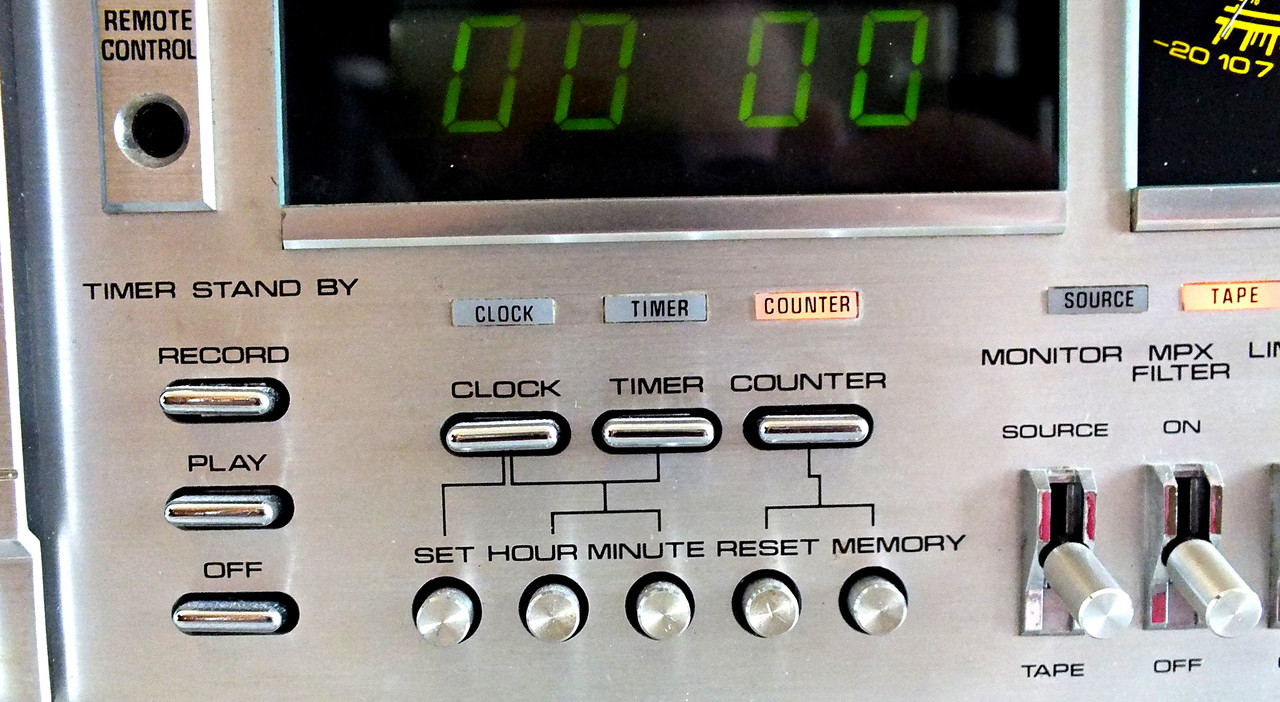 REMOTE
CONTROL
00 00
-20 10 7
TIMER STAND BY
CLOCK
TIMER
COUNTER
SOURCE
TAPE
RECORD
CLOCK
TIMER
COUNTER
MONITOR
MPX
FILTER
PLAY
SOURCE
ON
SET
HOUR
MINUTE
RESET
MEMORY
OFF
TAPE
OFF